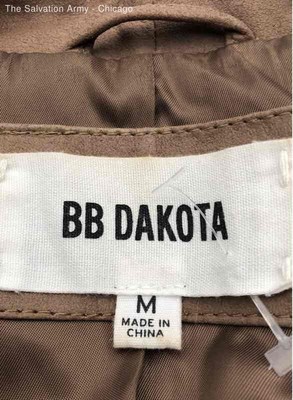 The Salvation Army - Chicago
BB DAKOTA
M
MADE IN
CHINA